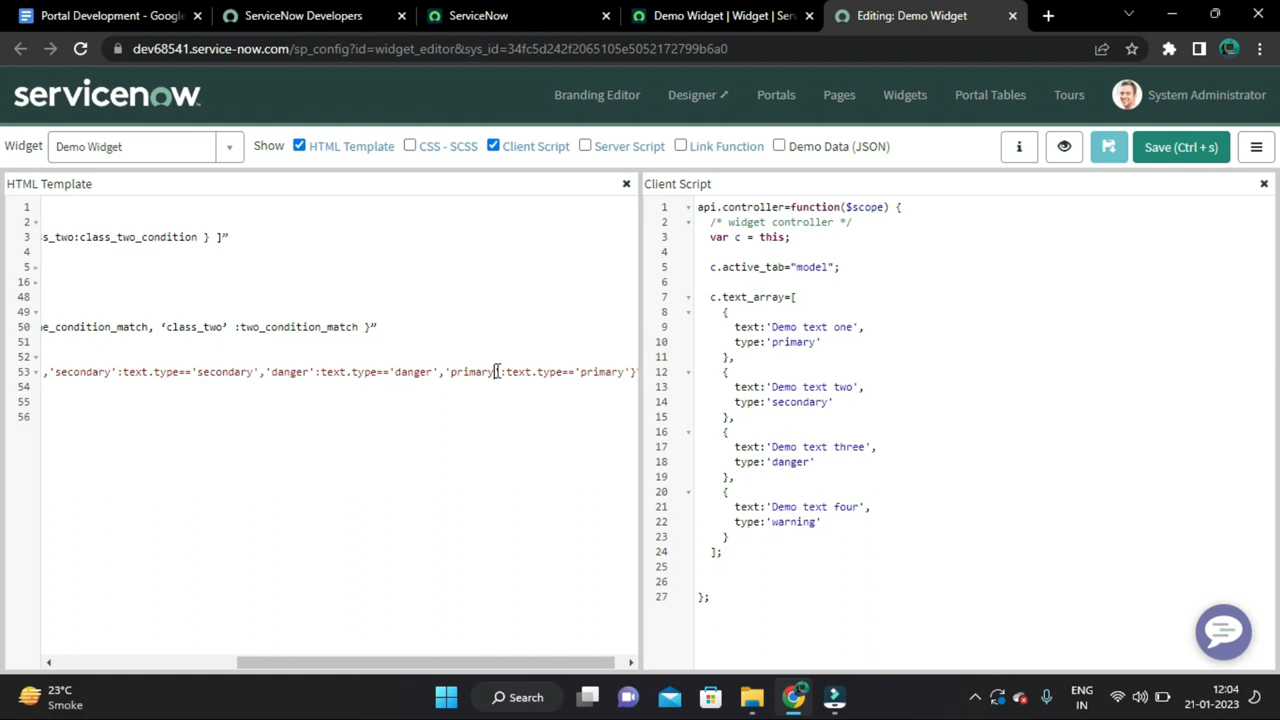 Portal Development - Google
ServiceNow Developers
ServiceNow
Demo Widget | Widget | Serv
Editing: Demo Widget
dev68541.service-now.com/sp_config?id=widget_editor&sys_id=34fc5d242f2065105e5052172799b6a0
servicenow
Branding Editor
Designer
Portals
Pages
Widgets
Portal Tables
Tours
System Administrator
Widget
Demo Widget
Show
HTML Template
CSS - SCSS
Client Script
Server Script
Link Function
Demo Data (JSON)
Save (Ctrl + s)
HTML Template
1
2
3 s_two:class_two_condition } ]”
4
5
16
48
49
50 e_condition_match, ‘class_two’ :two_condition_match }”
51
52
53 ,'secondary':text.type=='secondary','danger':text.type=='danger','primary':text.type=='primary'}"
54
55
56
Client Script
1 api.controller=function($scope) {
2 /* widget controller */
3 var c = this;
4
5 c.active_tab="model";
6
7 c.text_array=[
8 {
9 text:'Demo text one',
10 type:'primary'
11 },
12 {
13 text:'Demo text two',
14 type:'secondary'
15 },
16 {
17 text:'Demo text three',
18 type:'danger'
19 },
20 {
21 text:'Demo text four',
22 type:'warning'
23 }
24 ];
25
26
27 };
23°C
Smoke
Search
ENG
IN
12:04
21-01-2023